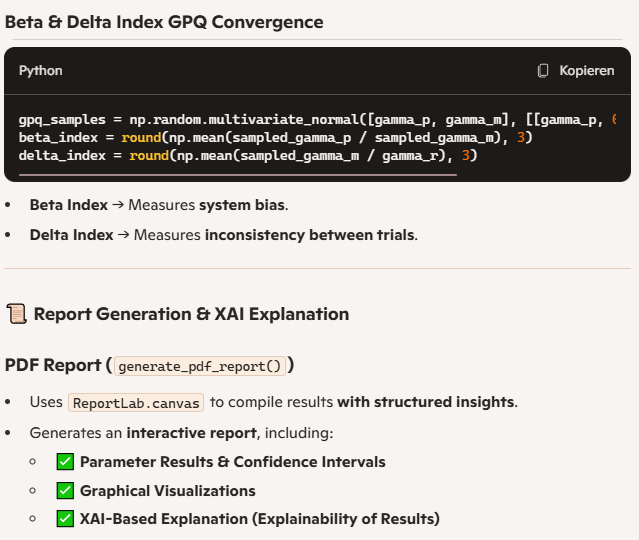 Beta & Delta Index GPQ Convergence
Python
Kopieren
gpq_samples = np.random.multivariate_normal([gamma_p, gamma_m], [[gamma_p, 0
beta_index = round(np.mean(sampled_gamma_p / sampled_gamma_m), 3)
delta_index = round(np.mean(sampled_gamma_m / gamma_r), 3)
• Beta Index → Measures system bias.
• Delta Index → Measures inconsistency between trials.
📜 Report Generation & XAI Explanation
PDF Report (generate_pdf_report())
• Uses ReportLab.canvas to compile results with structured insights.
• Generates an interactive report, including:
○ ✅ Parameter Results & Confidence Intervals
○ ✅ Graphical Visualizations
○ ✅ XAI-Based Explanation (Explainability of Results)